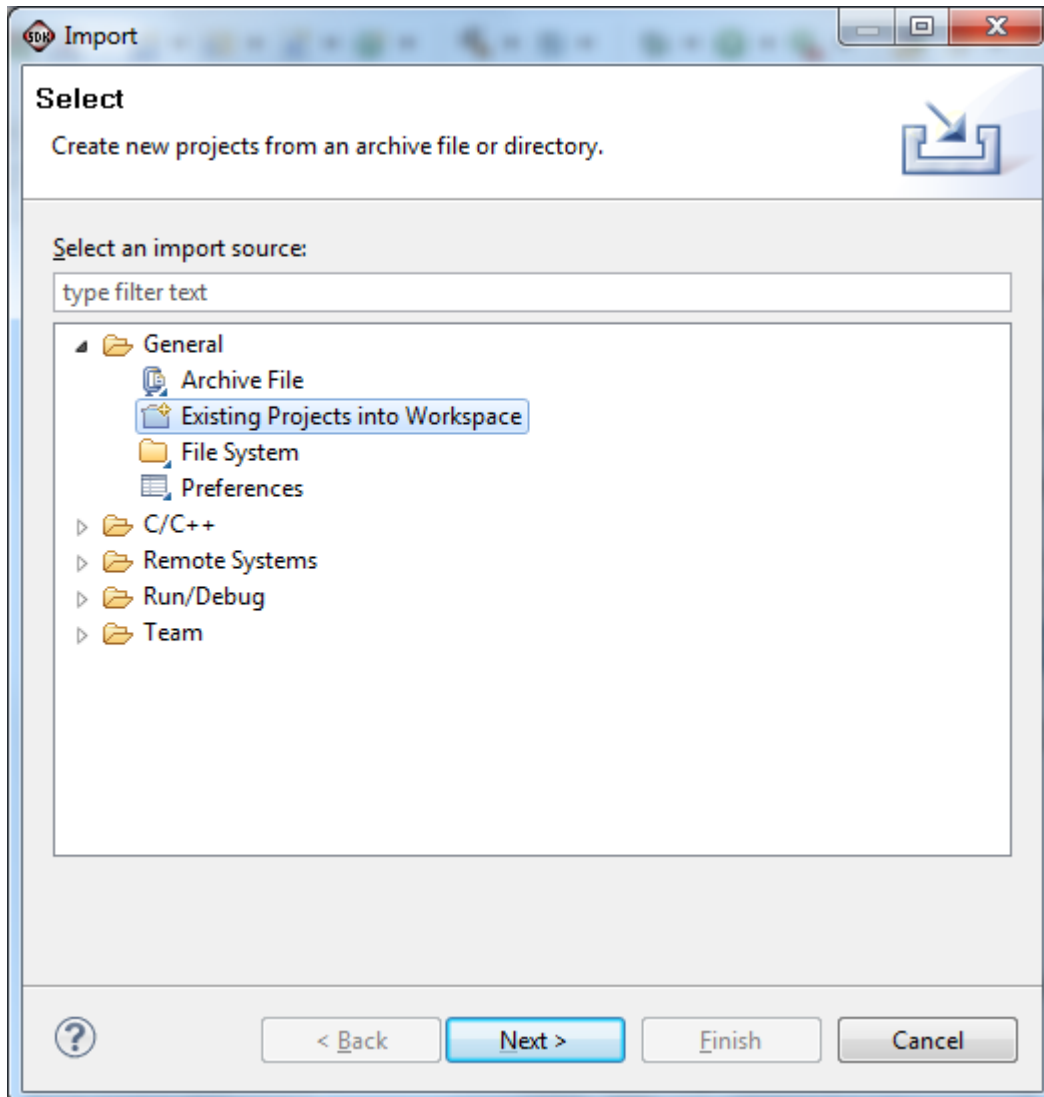 SDK Import
Select
Create new projects from an archive file or directory.
Select an import source:
type filter text
General
Archive File
Existing Projects into Workspace
File System
Preferences
C/C++
Remote Systems
Run/Debug
Team
? < Back Next > Finish Cancel